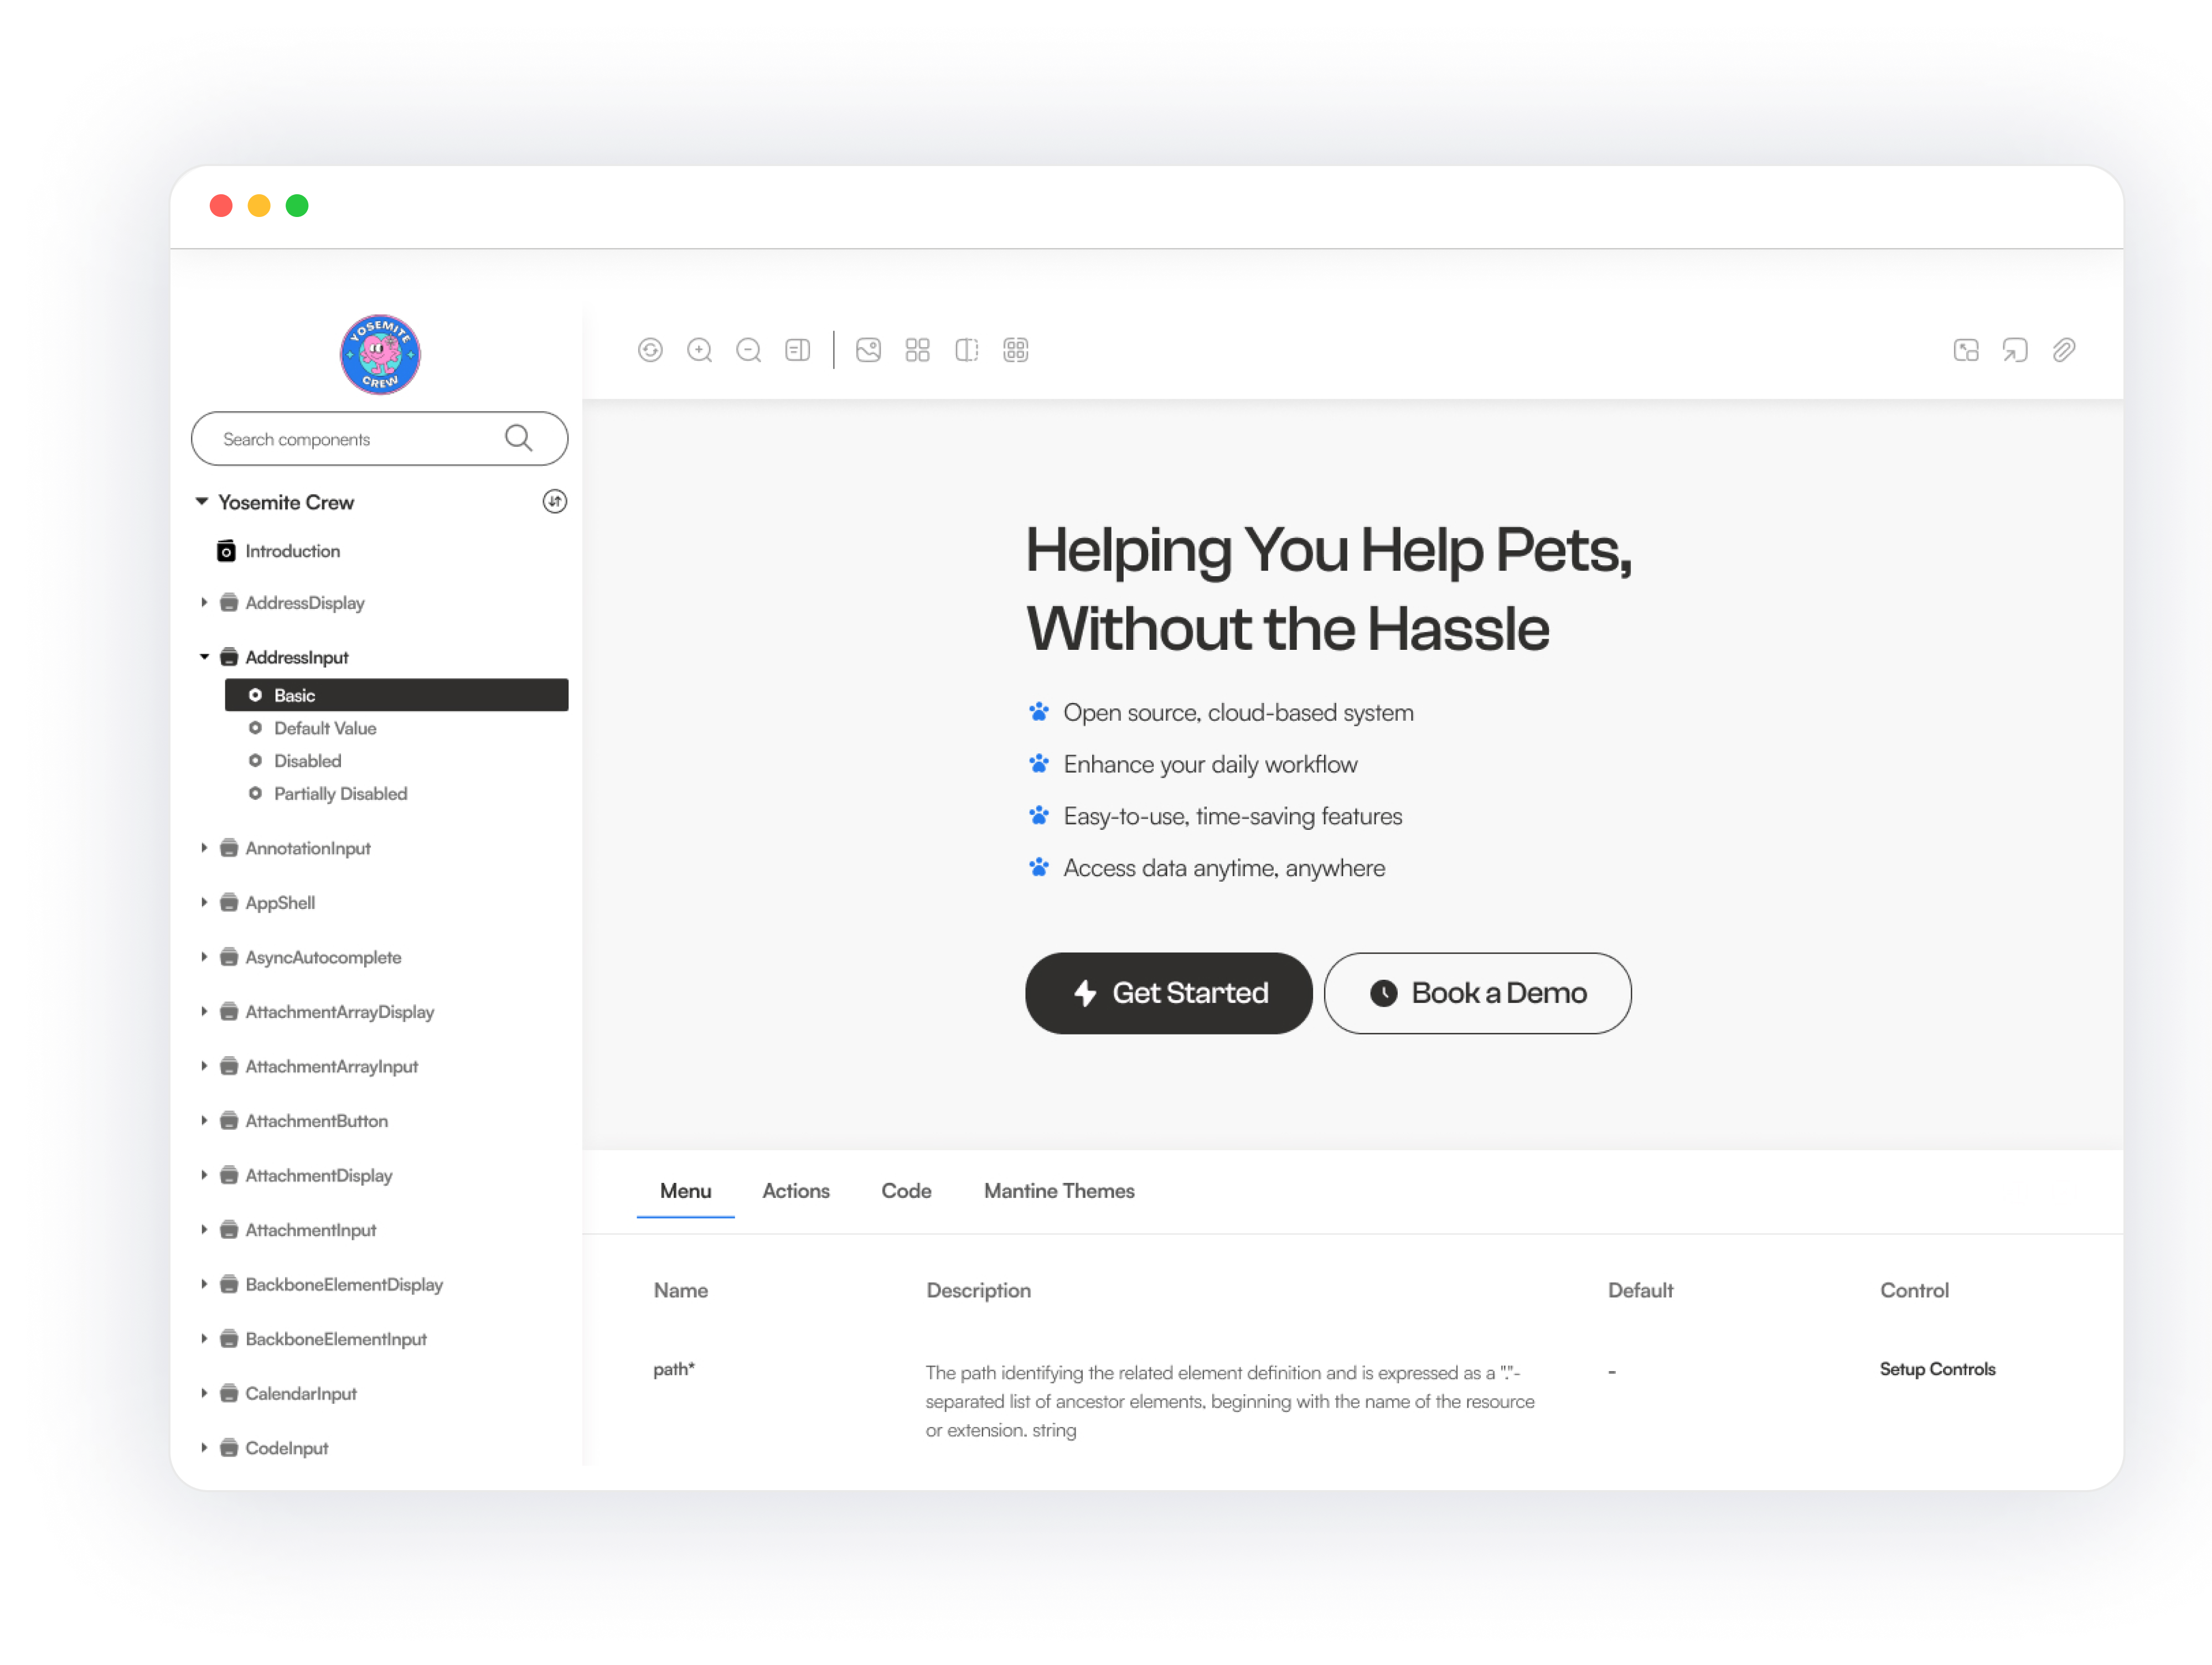 YOSEMITE
CREW
Search components
Yosemite Crew
Introduction
AddressDisplay
AddressInput
Basic
Default Value
Disabled
Partially Disabled
AnnotationInput
AppShell
AsyncAutocomplete
AttachmentArrayDisplay
AttachmentArrayInput
AttachmentButton
AttachmentDisplay
AttachmentInput
BackboneElementDisplay
BackboneElementInput
CalendarInput
CodeInput
Helping You Help Pets,
Without the Hassle
Open source, cloud-based system
Enhance your daily workflow
Easy-to-use, time-saving features
Access data anytime, anywhere
Get Started
Book a Demo
Menu Actions Code Mantine Themes
Name Description Default Control
path* The path identifying the related element definition and is expressed as a "."- - Setup Controls
separated list of ancestor elements, beginning with the name of the resource
or extension. string